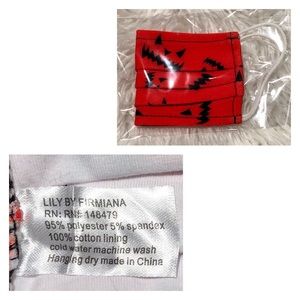 LILY BY FIRMIANA
RN: RN# 148479
95% polyester 5% spandex
100% cotton lining
cold water machine wash
Hanging dry made in China